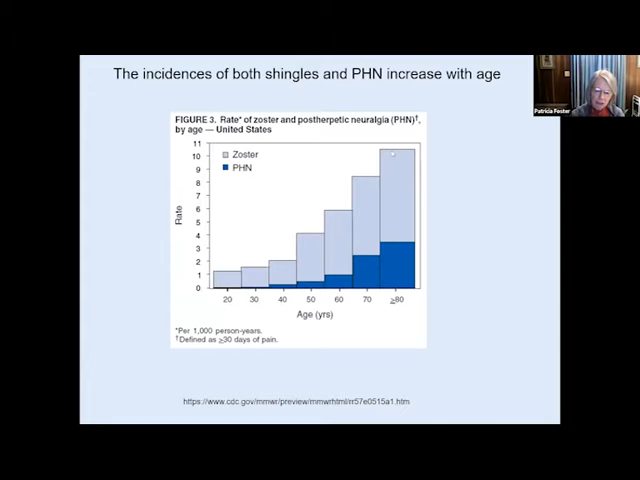 The incidences of both shingles and PHN increase with age
Patricia Foster
FIGURE 3. Rate* of zoster and postherpetic neuralgia (PHN)†,
by age — United States
11
10
9
8
7
6
5
4
3
2
1
0
Rate
Zoster
PHN
20 30 40 50 60 70 ≥80
Age (yrs)
*Per 1,000 person-years.
†Defined as ≥30 days of pain.
https://www.cdc.gov/mmwr/preview/mmwrhtml/rr57e0515a1.htm